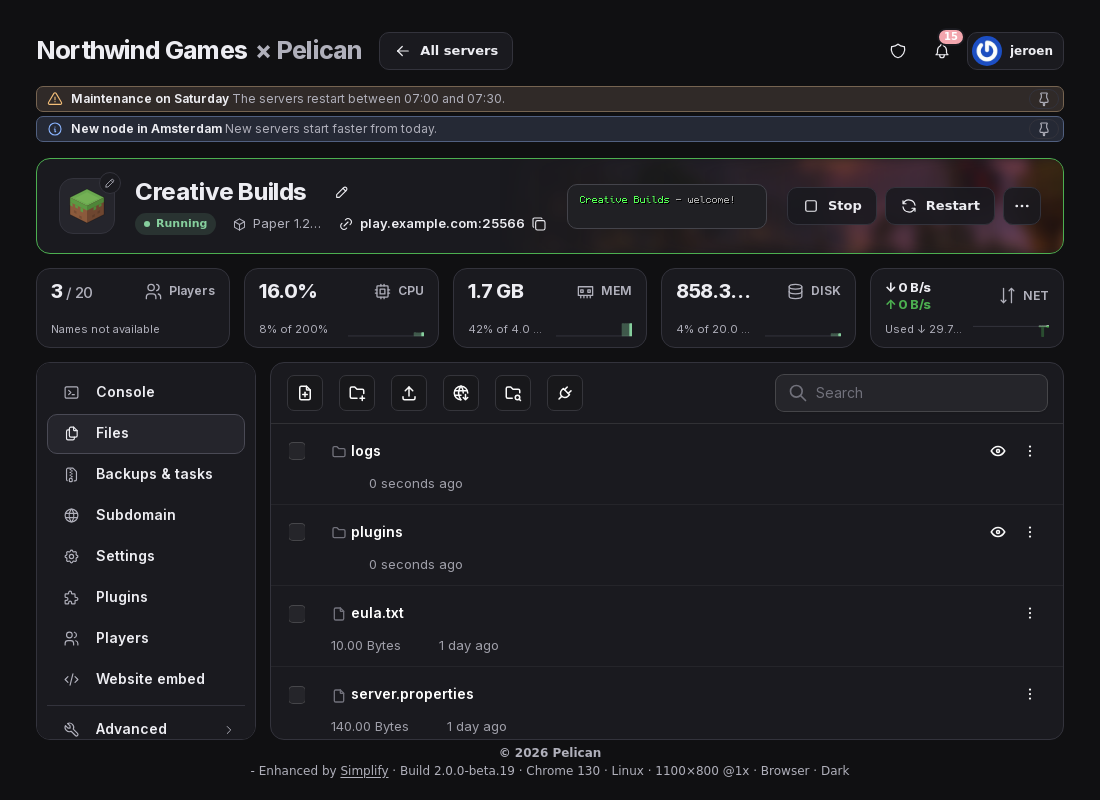 Northwind Games × Pelican
All servers
15
jeroen
Maintenance on Saturday The servers restart between 07:00 and 07:30.
New node in Amsterdam New servers start faster from today.
Creative Builds
Running
Paper 1.2…
play.example.com:25566
Creative Builds – welcome!
Stop
Restart
3 / 20
Players
Names not available
16.0%
CPU
8% of 200%
1.7 GB
MEM
42% of 4.0 …
858.3…
DISK
4% of 20.0 …
↓ 0 B/s
↑ 0 B/s
NET
Used ↓ 29.7…
Console
Files
Backups & tasks
Subdomain
Settings
Plugins
Players
Website embed
Advanced
Search
logs
0 seconds ago
plugins
0 seconds ago
eula.txt
10.00 Bytes 1 day ago
server.properties
140.00 Bytes 1 day ago
© 2026 Pelican
- Enhanced by Simplify · Build 2.0.0-beta.19 · Chrome 130 · Linux · 1100×800 @1x · Browser · Dark